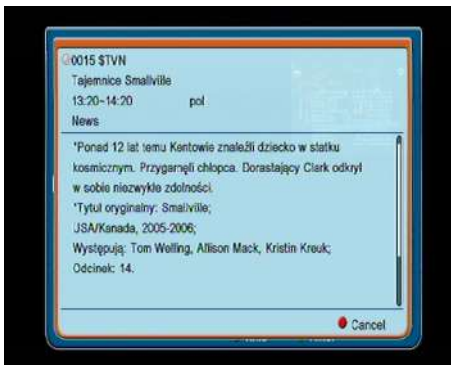 0015 $TVN
Tajemnice Smallville
13:20-14:20 pol
News
"Ponad 12 lat temu Kentowie znaleźli dziecko w statku
kosmicznym. Przygarnęli chłopca. Dorastający Clark odkrył
w sobie niezwykłe zdolności.
"Tytuł oryginalny: Smallville;
USA/Kanada, 2005-2006;
Występują: Tom Welling, Allison Mack, Kristin Kreuk;
Odcinek: 14.
Cancel